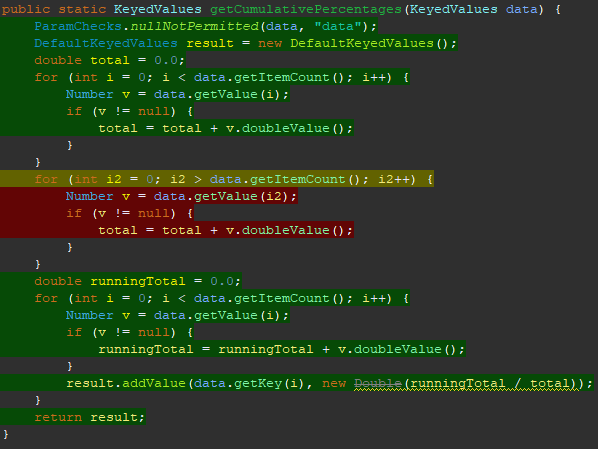 public static KeyedValues getCumulativePercentages(KeyedValues data) {
    ParamChecks.nullNotPermitted(data, "data");
    DefaultKeyedValues result = new DefaultKeyedValues();
    double total = 0.0;
    for (int i = 0; i < data.getItemCount(); i++) {
        Number v = data.getValue(i);
        if (v != null) {
            total = total + v.doubleValue();
        }
    }
    for (int i2 = 0; i2 > data.getItemCount(); i2++) {
        Number v = data.getValue(i2);
        if (v != null) {
            total = total + v.doubleValue();
        }
    }
    double runningTotal = 0.0;
    for (int i = 0; i < data.getItemCount(); i++) {
        Number v = data.getValue(i);
        if (v != null) {
            runningTotal = runningTotal + v.doubleValue();
        }
        result.addValue(data.getKey(i), new Double(runningTotal / total));
    }
    return result;
}